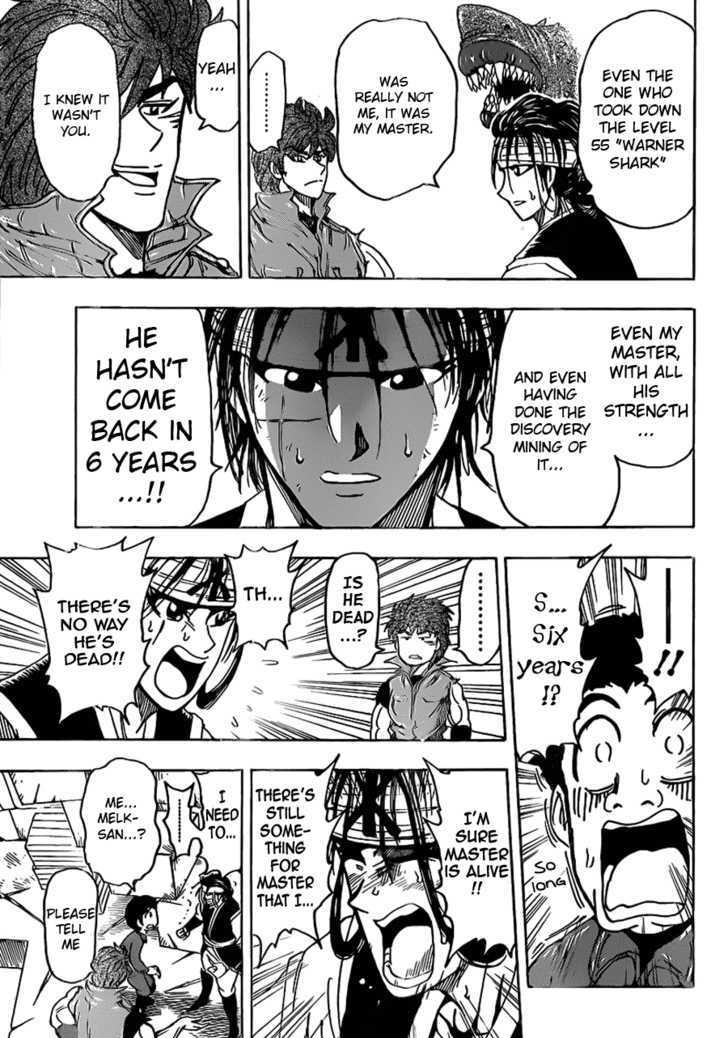 EVEN THE
ONE WHO
TOOK DOWN
THE LEVEL
55 "WARNER
SHARK"
WAS
REALLY NOT
ME, IT WAS
MY MASTER.
.........
YEAH
...
I KNEW IT
WASN'T
YOU.
EVEN MY
MASTER,
WITH ALL
HIS
STRENGTH
...
AND EVEN
HAVING
DONE THE
DISCOVERY
MINING OF
IT...
HE
HASN'T
COME
BACK IN
6 YEARS
...!!
!!
S...
Six
years
!?
SO
lONG
.........
IS
HE
DEAD
...?
TH...
THERE'S
NO WAY
HE'S
DEAD!!
I'M
SURE
MASTER
IS ALIVE
!!
THERE'S
STILL
SOME-
THING
FOR
MASTER
THAT I...
I
NEED
TO...
ME...
MELK-
SAN...?
PLEASE
TELL
ME